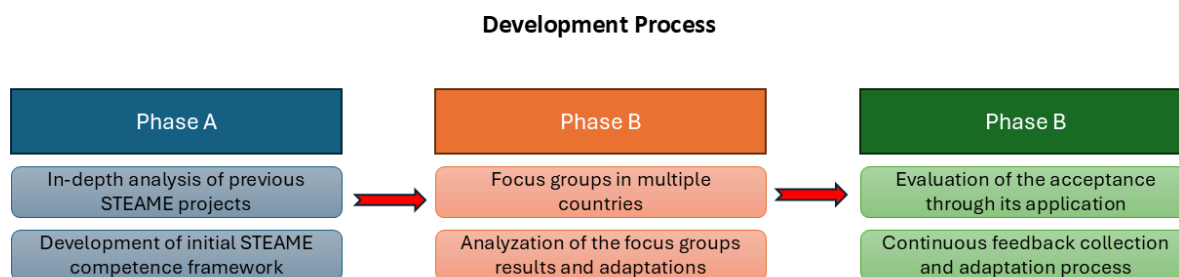 Development Process
Phase A
In-depth analysis of previous
STEAME projects
Development of initial STEAME
competence framework
Phase B
Focus groups in multiple
countries
Analyzation of the focus groups
results and adaptations
Phase B
Evaluation of the acceptance
through its application
Continuous feedback collection
and adaptation process